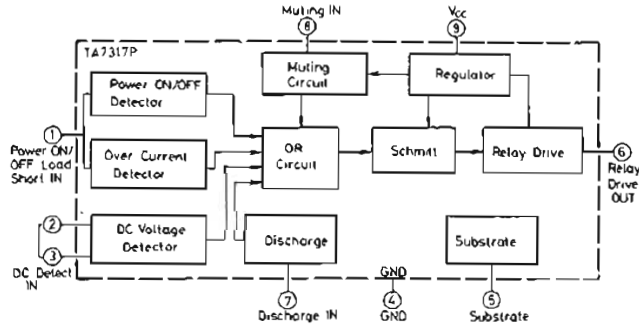 Muting IN
Vcc
8
9
TA7317P
Power ON/OFF
Detector
Muting
Circuit
Regulator
1
Power ON/
OFF Load
Short IN
Over Current
Detector
OR
Circuit
Schmitt
Relay Drive
6
Relay
Drive
OUT
2
3
DC Detect
IN
DC Voltage
Detector
Discharge
Substrate
GND
7
4
5
Discharge IN
GND
Substrate